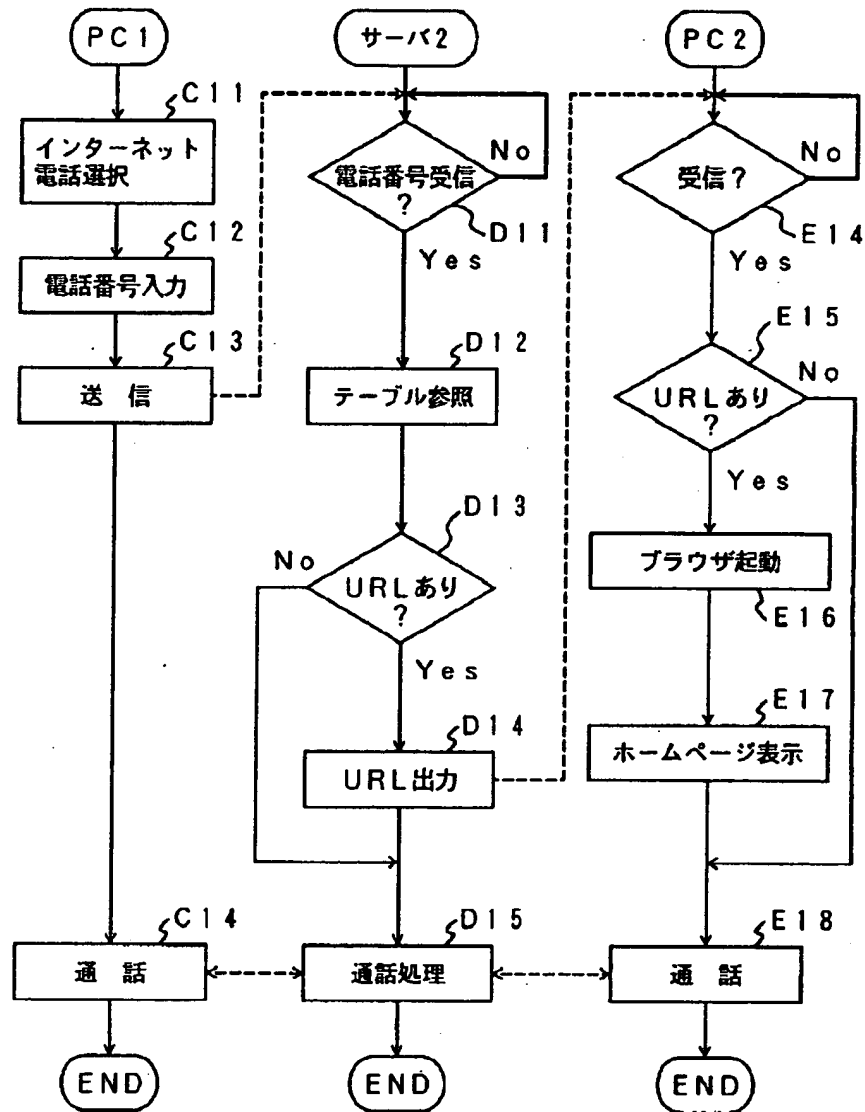 PC1
C11
インターネット
電話選択
C12
電話番号入力
C13
送信
C14
通話
END
サーバ2
No
電話番号受信
?
D11
Yes
D12
テーブル参照
D13
No
URLあり
?
Yes
D14
URL出力
D15
通話処理
END
PC2
No
受信?
E14
Yes
E15
No
URLあり
?
Yes
ブラウザ起動
E16
E17
ホームページ表示
E18
通話
END